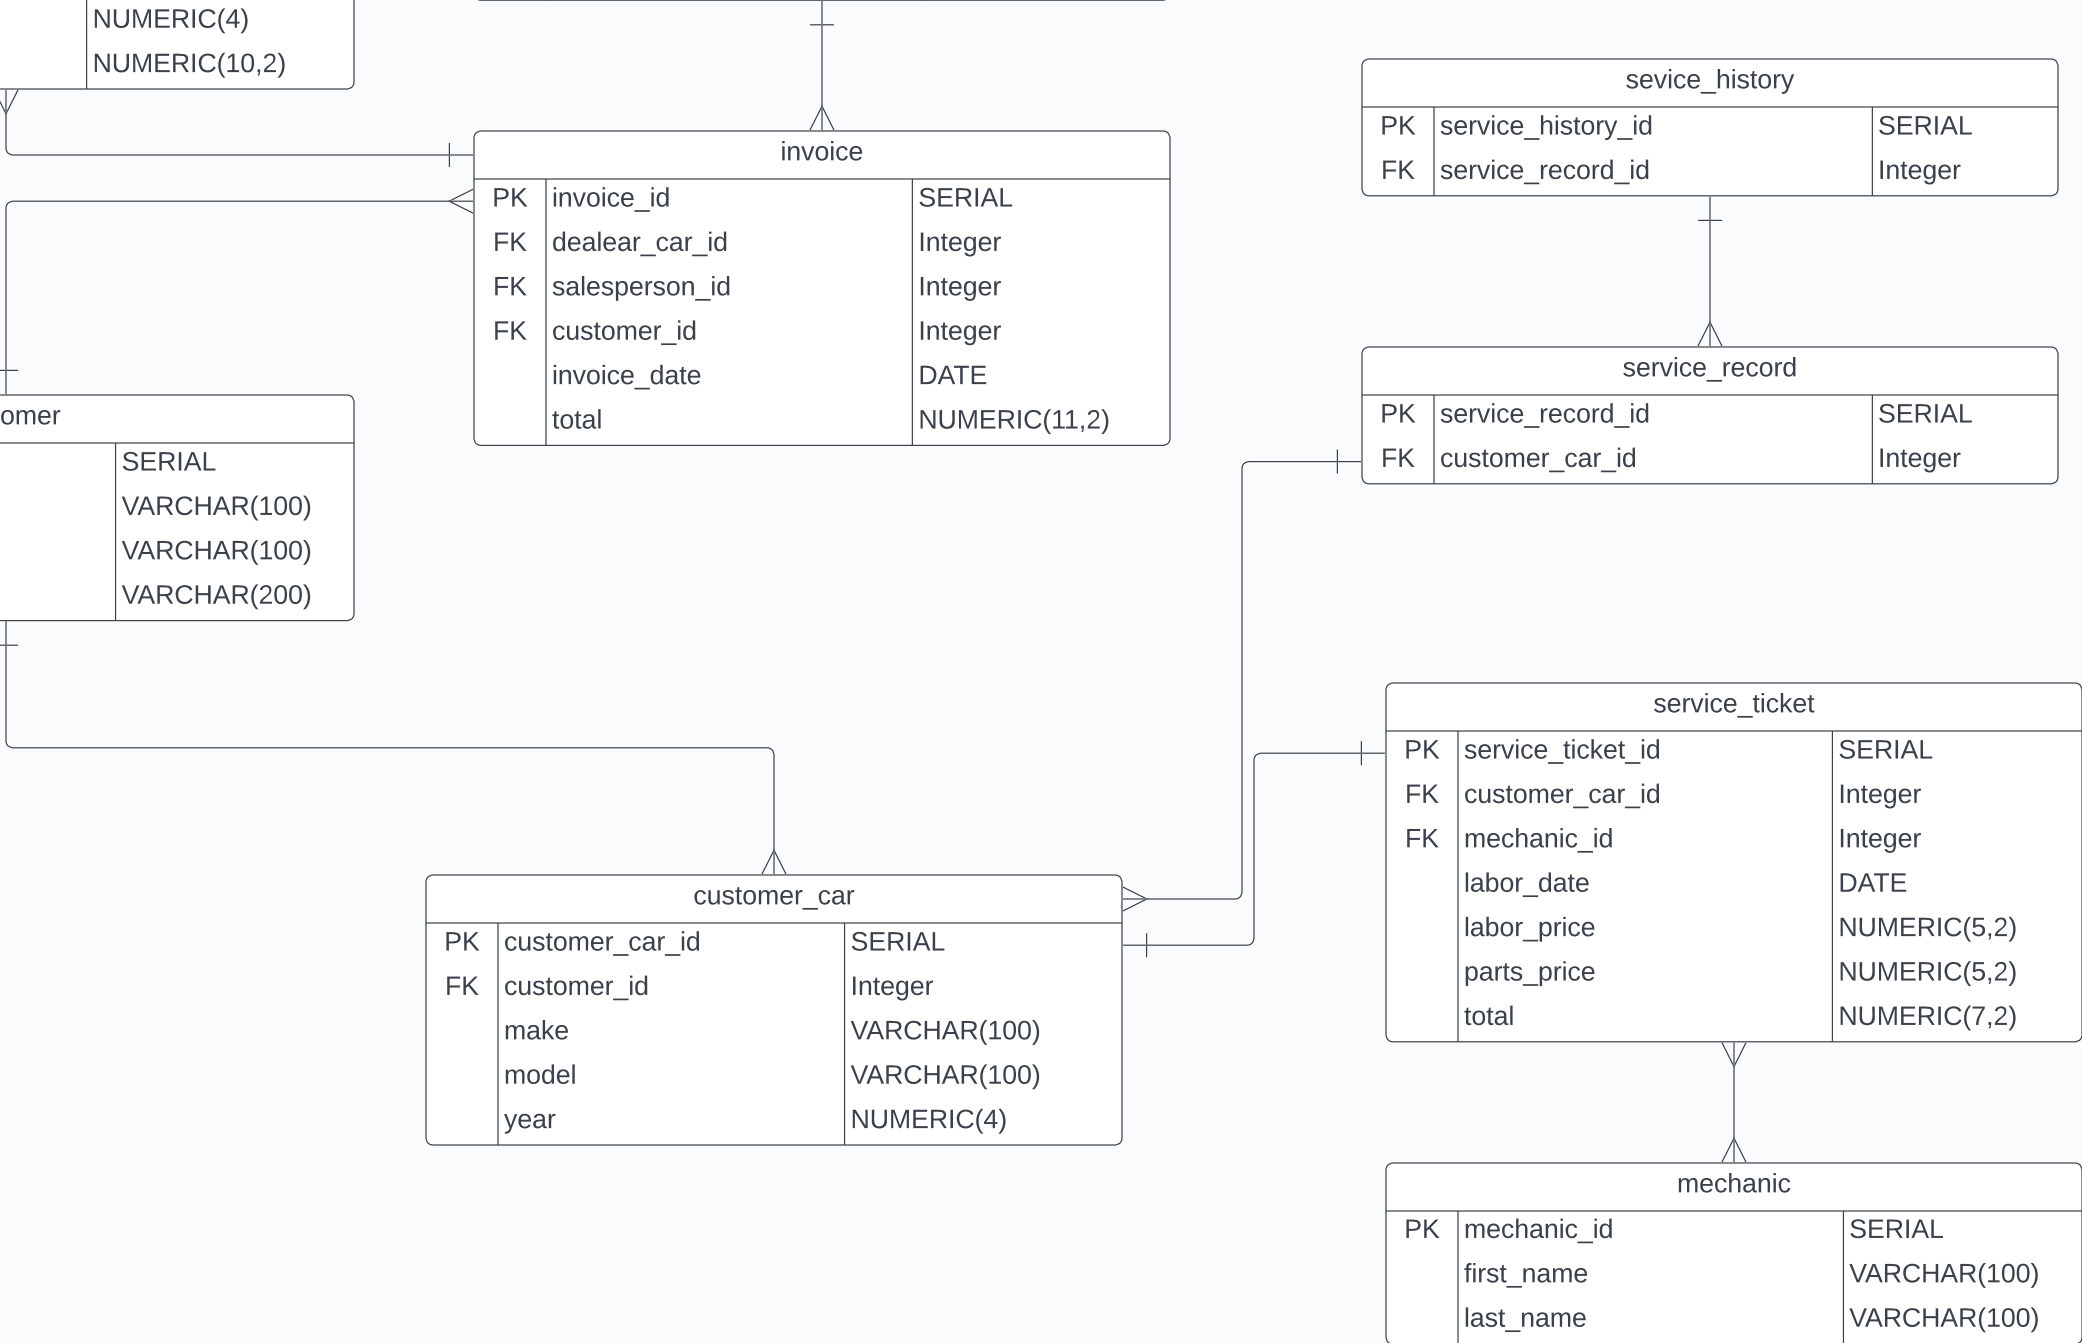 NUMERIC(4)
NUMERIC(10,2)
invoice
PK invoice_id SERIAL
FK dealear_car_id Integer
FK salesperson_id Integer
FK customer_id Integer
invoice_date DATE
total NUMERIC(11,2)
sevice_history
PK service_history_id SERIAL
FK service_record_id Integer
service_record
PK service_record_id SERIAL
FK customer_car_id Integer
omer
SERIAL
VARCHAR(100)
VARCHAR(100)
VARCHAR(200)
service_ticket
PK service_ticket_id SERIAL
FK customer_car_id Integer
FK mechanic_id Integer
labor_date DATE
labor_price NUMERIC(5,2)
parts_price NUMERIC(5,2)
total NUMERIC(7,2)
customer_car
PK customer_car_id SERIAL
FK customer_id Integer
make VARCHAR(100)
model VARCHAR(100)
year NUMERIC(4)
mechanic
PK mechanic_id SERIAL
first_name VARCHAR(100)
last_name VARCHAR(100)